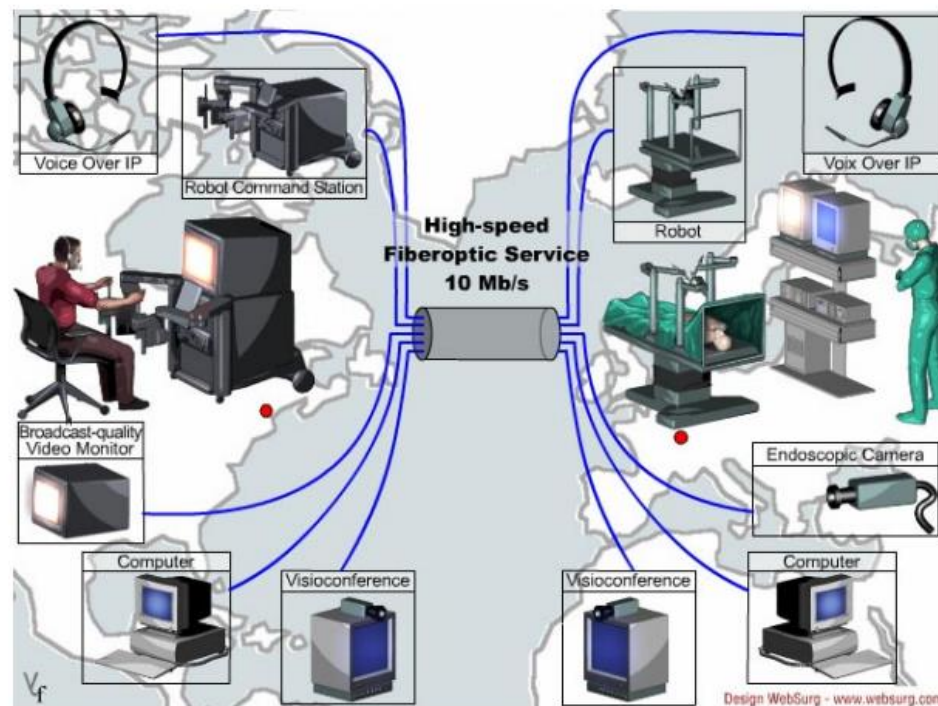 Voice Over IP
Robot Command Station
High-speed
Fiberoptic Service
10 Mb/s
Robot
Voix Over IP
Broadcast-quality
Video Monitor
Endoscopic Camera
Computer
Visioconference
Visioconference
Computer
Design WebSurg - www.websurg.com